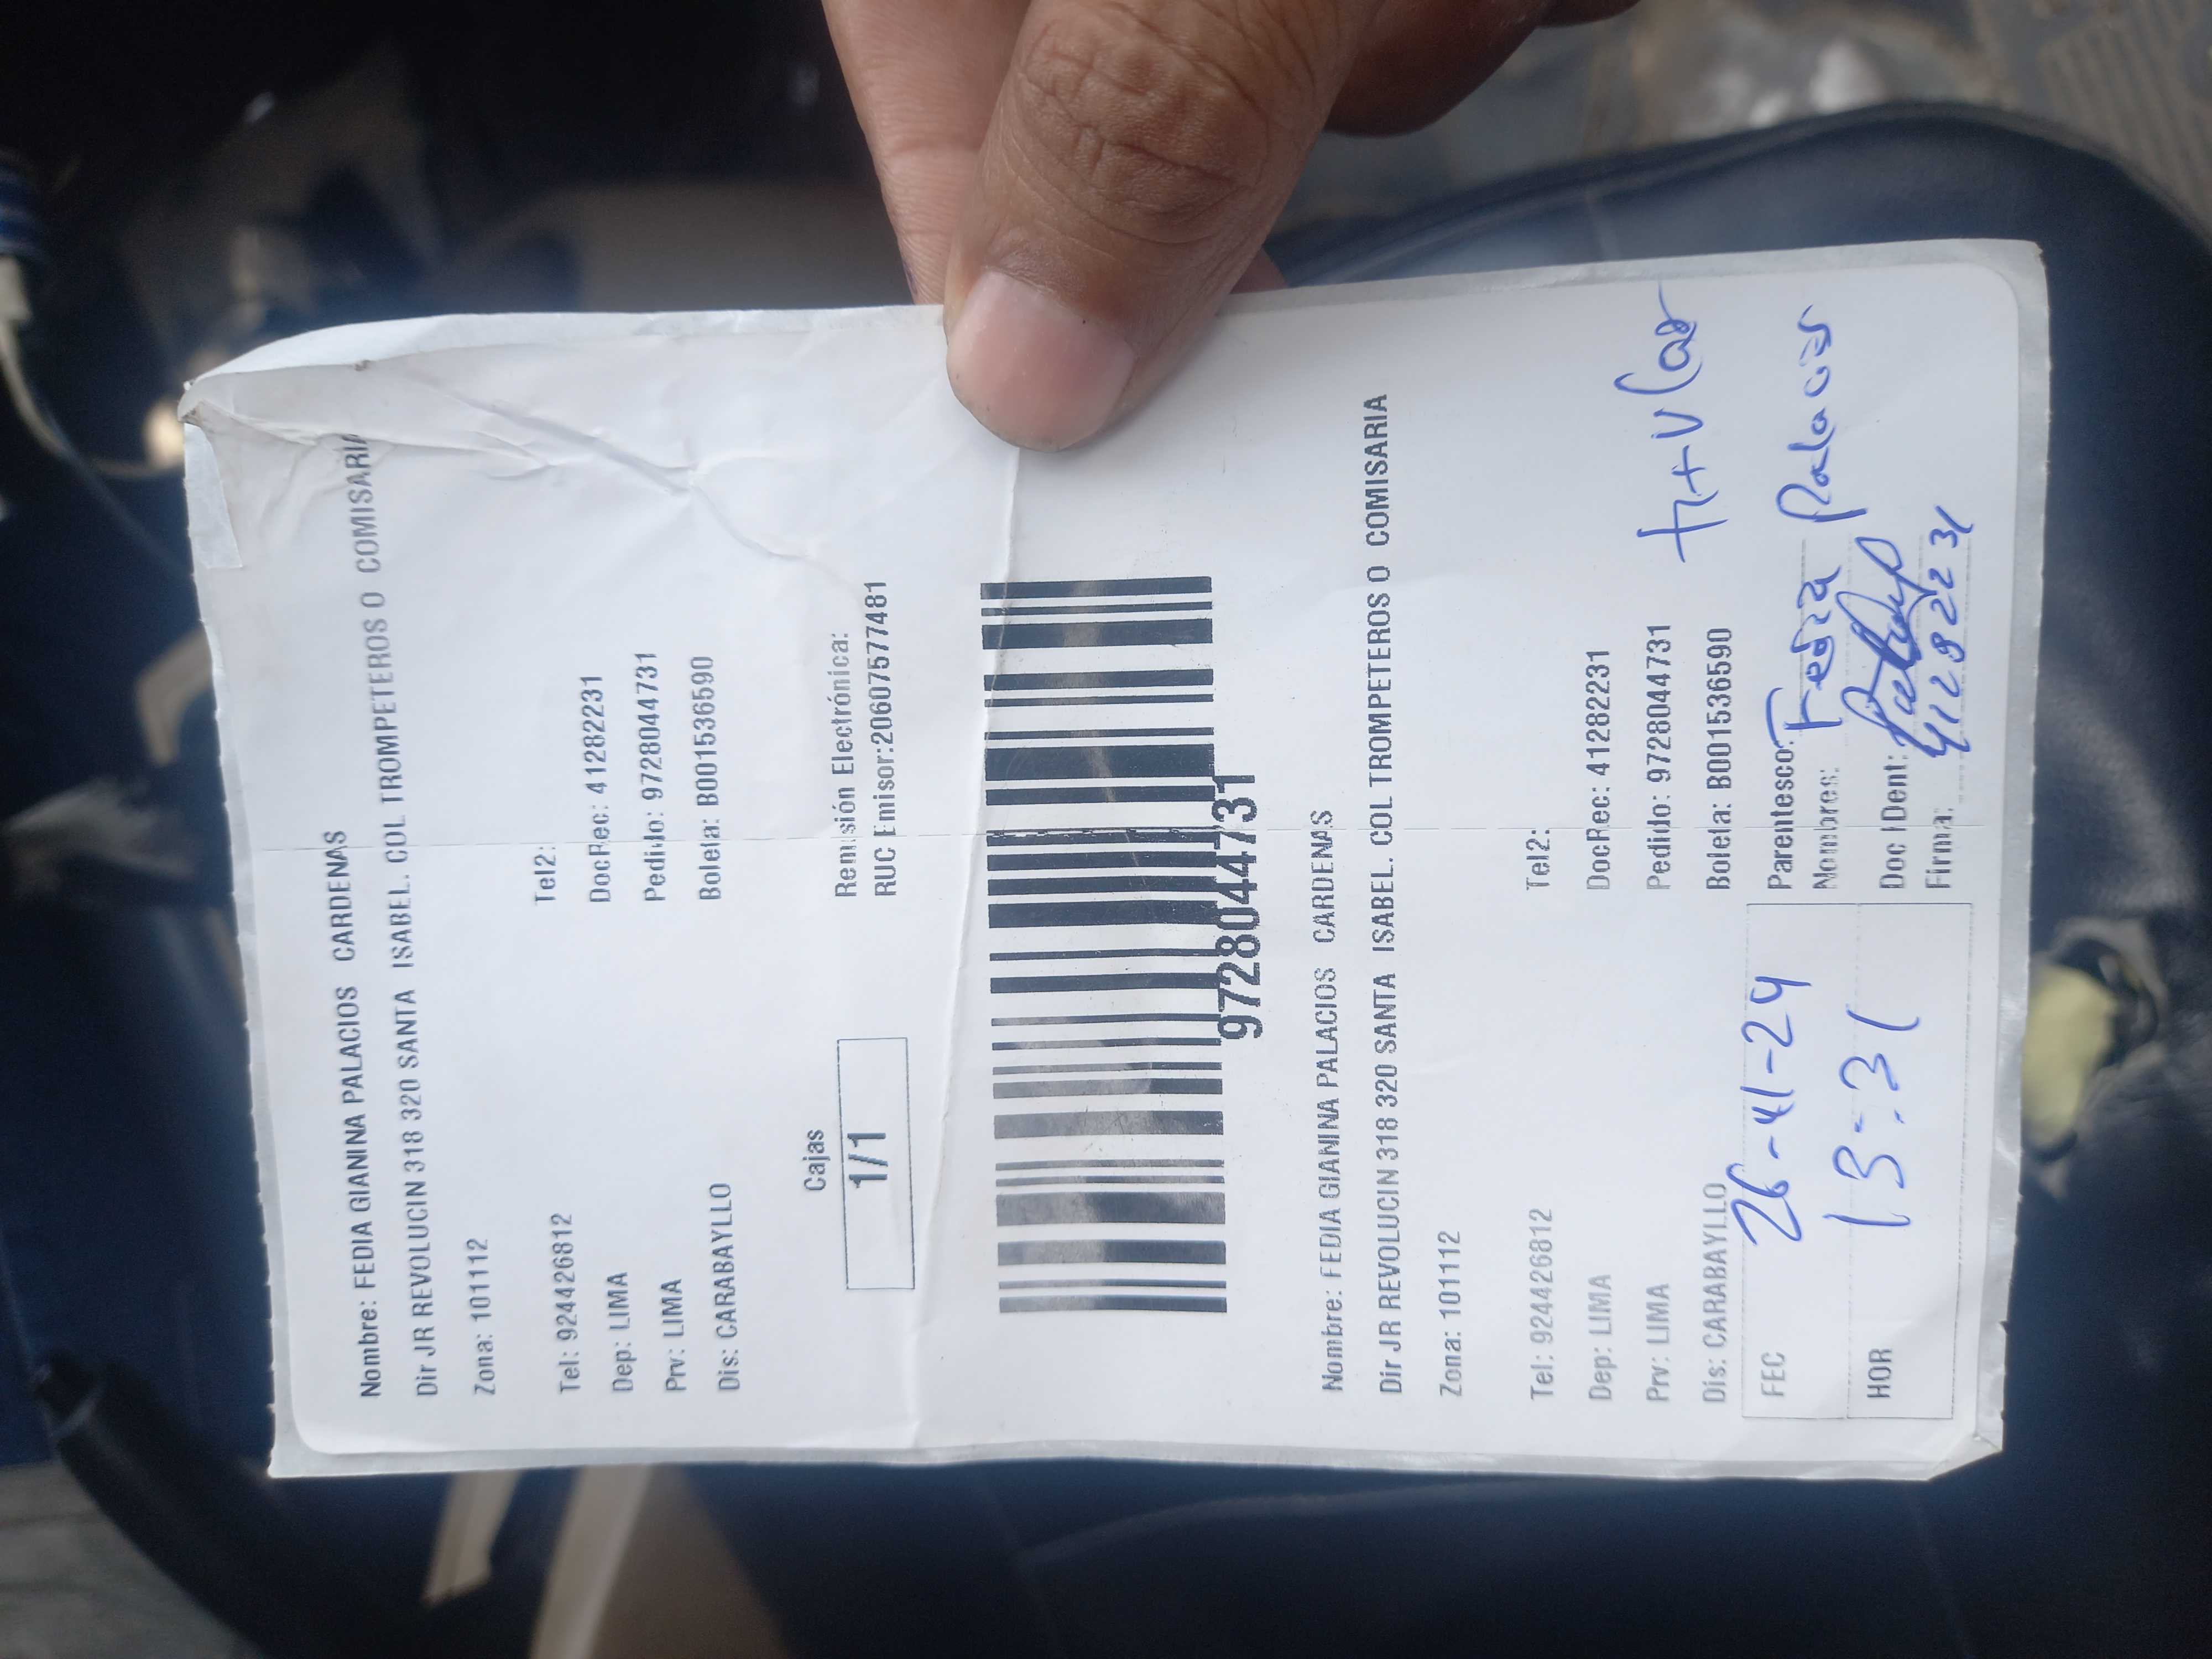 Nombre: FEDIA GIANINA PALACIOS CARDENAS
Dir JR REVOLUCIN 318 320 SANTA ISABEL. COL TROMPETEROS O COMISARIA
Zona: 101112
Tel: 924426812 Tel2:
Dep: LIMA DocRec: 41282231
Prv: LIMA Pedido: 9728044731
Dis: CARABAYLLO Boleta: B001536590
Cajas
1/1
Remisión Electrónica:
RUC Emisor:20607577481
9728044731
Nombre: FEDIA GIANINA PALACIOS CARDENAS
Dir JR REVOLUCIN 318 320 SANTA ISABEL. COL TROMPETEROS O COMISARIA
Zona: 101112
Tel: 924426812 Tel2:
Dep: LIMA DocRec: 41282231
Prv: LIMA Pedido: 9728044731
Dis: CARABAYLLO Boleta: B001536590
FEC 26-11-24
HOR 13:31
Parentesco:
Nombres: Fedia Palacios
Doc IDent:
Firma: 41282231